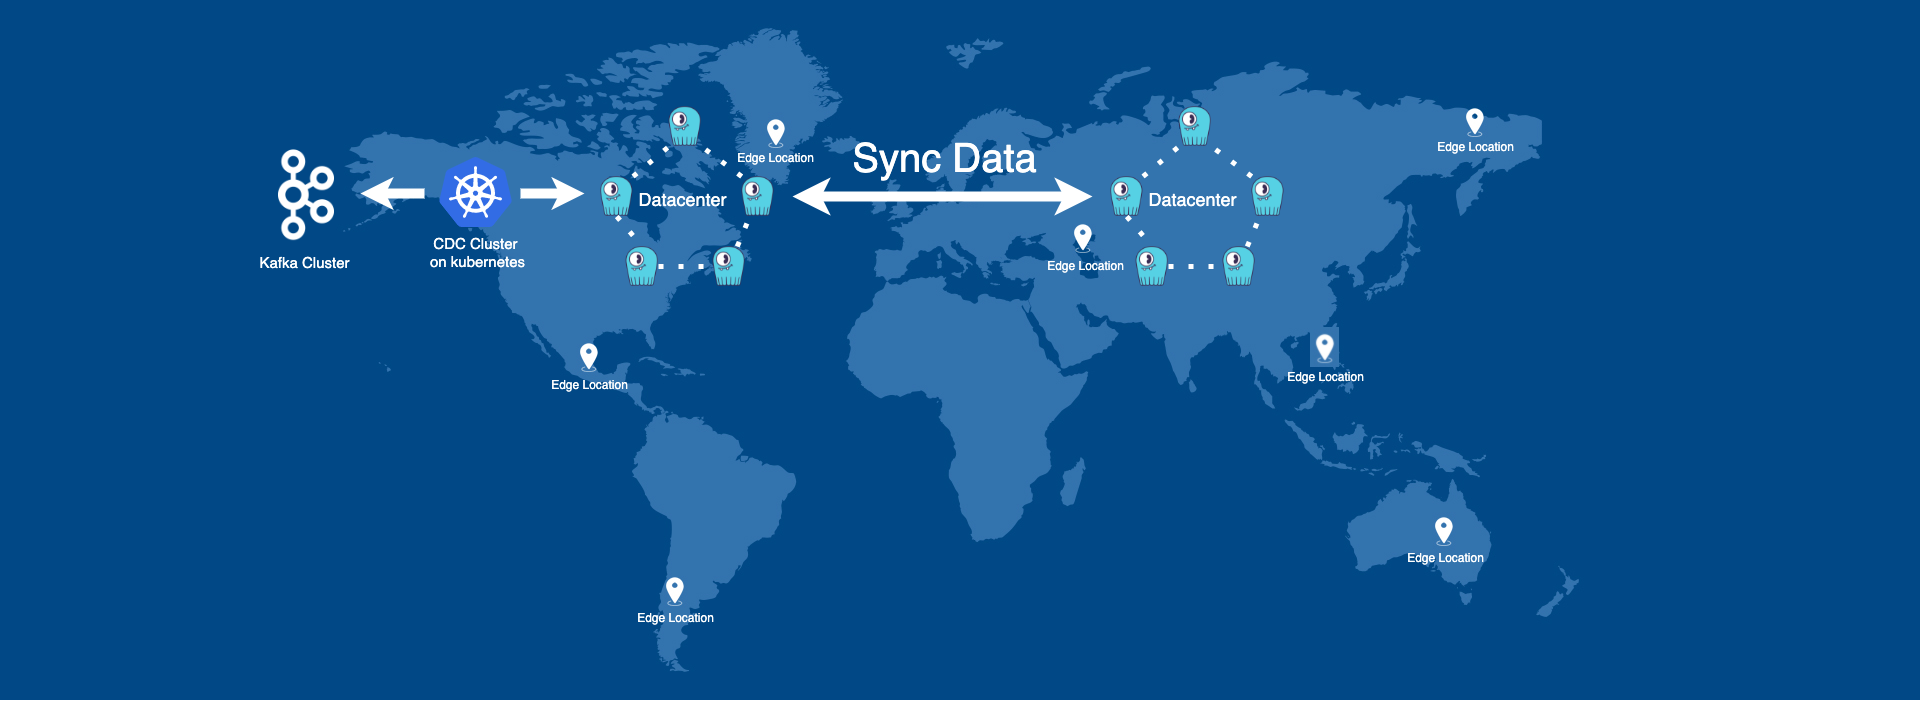 Sync Data
Edge Location
Edge Location
Datacenter
Datacenter
CDC Cluster
on kubernetes
Kafka Cluster
Edge Location
Edge Location
Edge Location
Edge Location
Edge Location